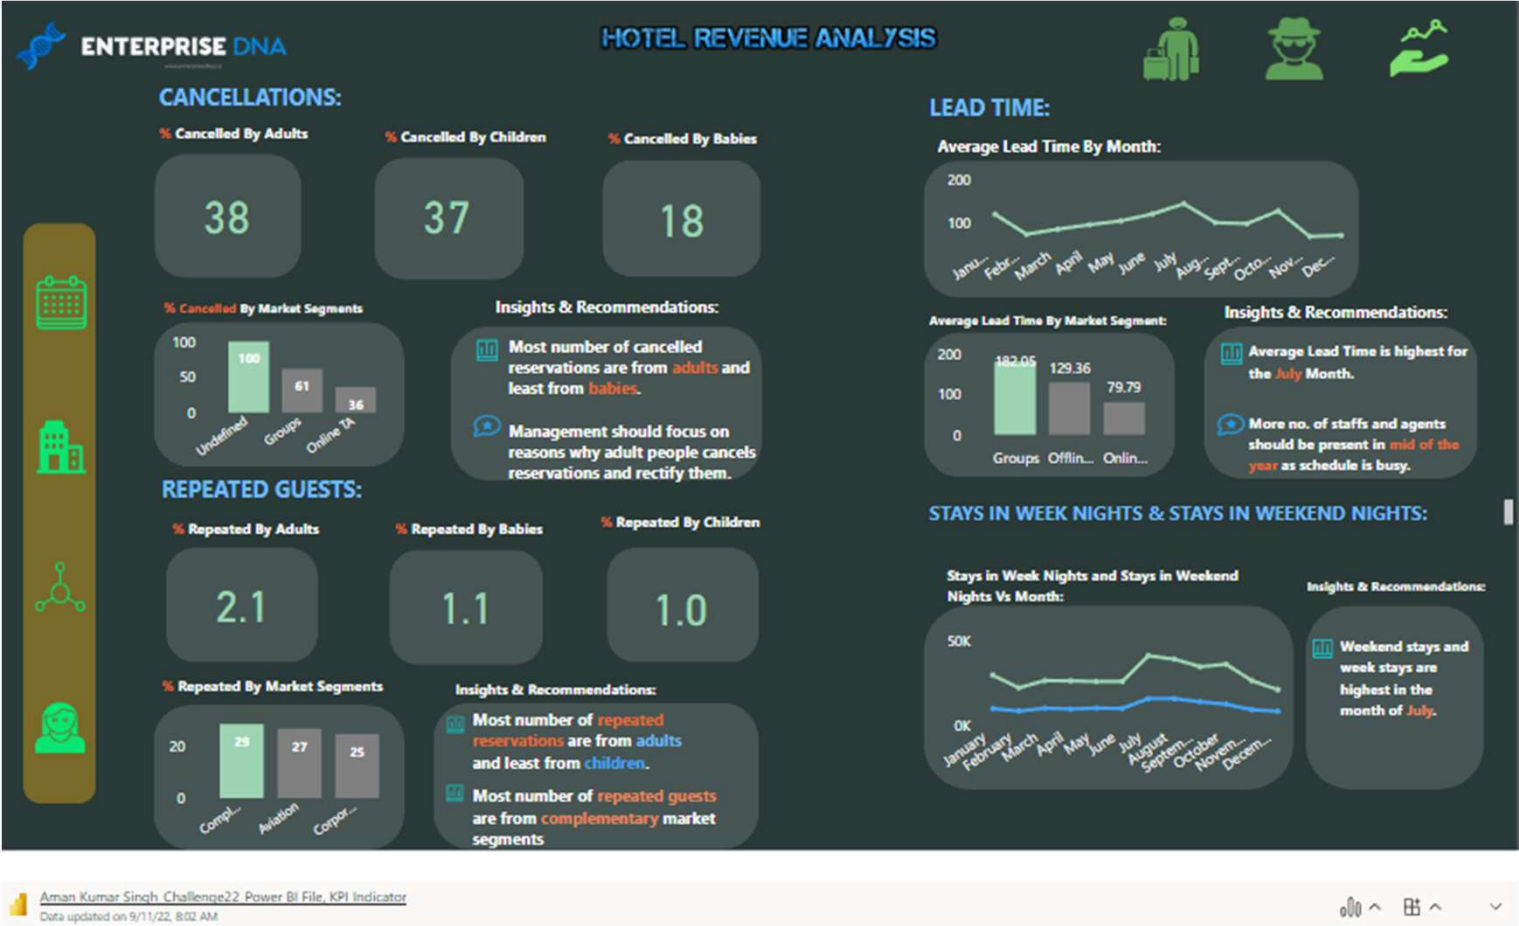 ENTERPRISE DNA
HOTEL REVENUE ANALYSIS
CANCELLATIONS:
% Cancelled By Adults
% Cancelled By Children
% Cancelled By Babies
38
37
18
% Cancelled By Market Segments
100
50
0
100
61
36
Undefined
Groups
Online TA
Insights & Recommendations:
Most number of cancelled
reservations are from adults and
least from babies.
Management should focus on
reasons why adult people cancels
reservations and rectify them.
REPEATED GUESTS:
% Repeated By Adults
% Repeated By Babies
% Repeated By Children
2.1
1.1
1.0
% Repeated By Market Segments
20
0
29
27
25
Compl...
Aviation
Corpor...
Insights & Recommendations:
Most number of repeated
reservations are from adults
and least from children.
Most number of repeated guests
are from complementary market
segments
LEAD TIME:
Average Lead Time By Month:
200
100
Janu...
Febr...
March
April
May
June
July
Aug...
Sept...
Octo...
Nov...
Dec...
Average Lead Time By Market Segment:
200
100
0
182.05
129.36
79.79
Groups
Offlin...
Onlin...
Insights & Recommendations:
Average Lead Time is highest for
the July Month.
More no. of staffs and agents
should be present in mid of the
year as schedule is busy.
STAYS IN WEEK NIGHTS & STAYS IN WEEKEND NIGHTS:
Stays in Week Nights and Stays in Weekend
Nights Vs Month:
50K
0K
January
February
March
April
May
June
July
August
Septem...
October
Novem...
Decem...
Insights & Recommendations:
Weekend stays and
week stays are
highest in the
month of July.
Aman Kumar Singh_Challenge22_Power BI File, KPI Indicator
Data updated on 9/11/22, 8:02 AM